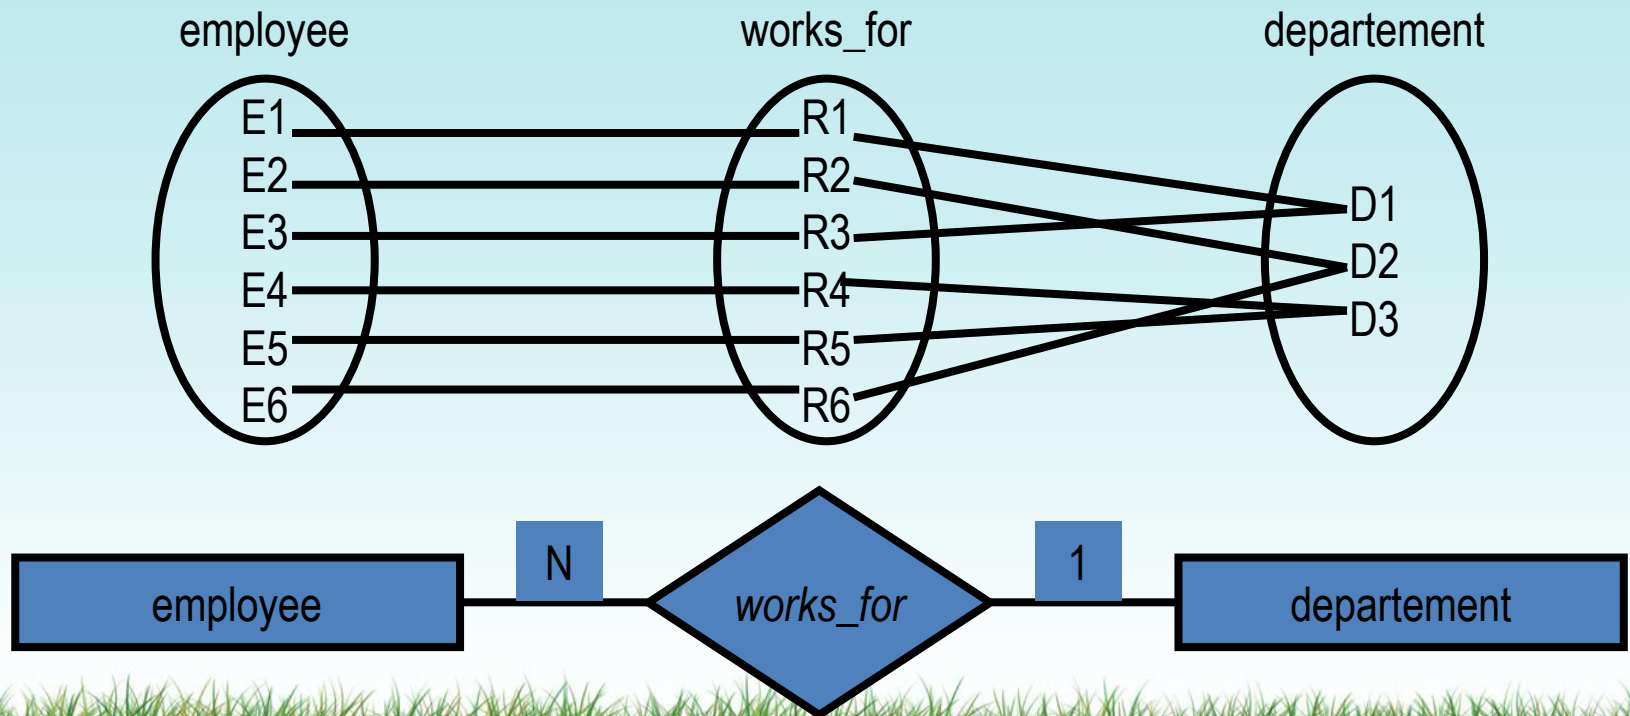 employee works_for departement
E1 R1
E2 R2 D1
E3 R3 D2
E4 R4 D3
E5 R5
E6 R6
N 1
employee works_for departement